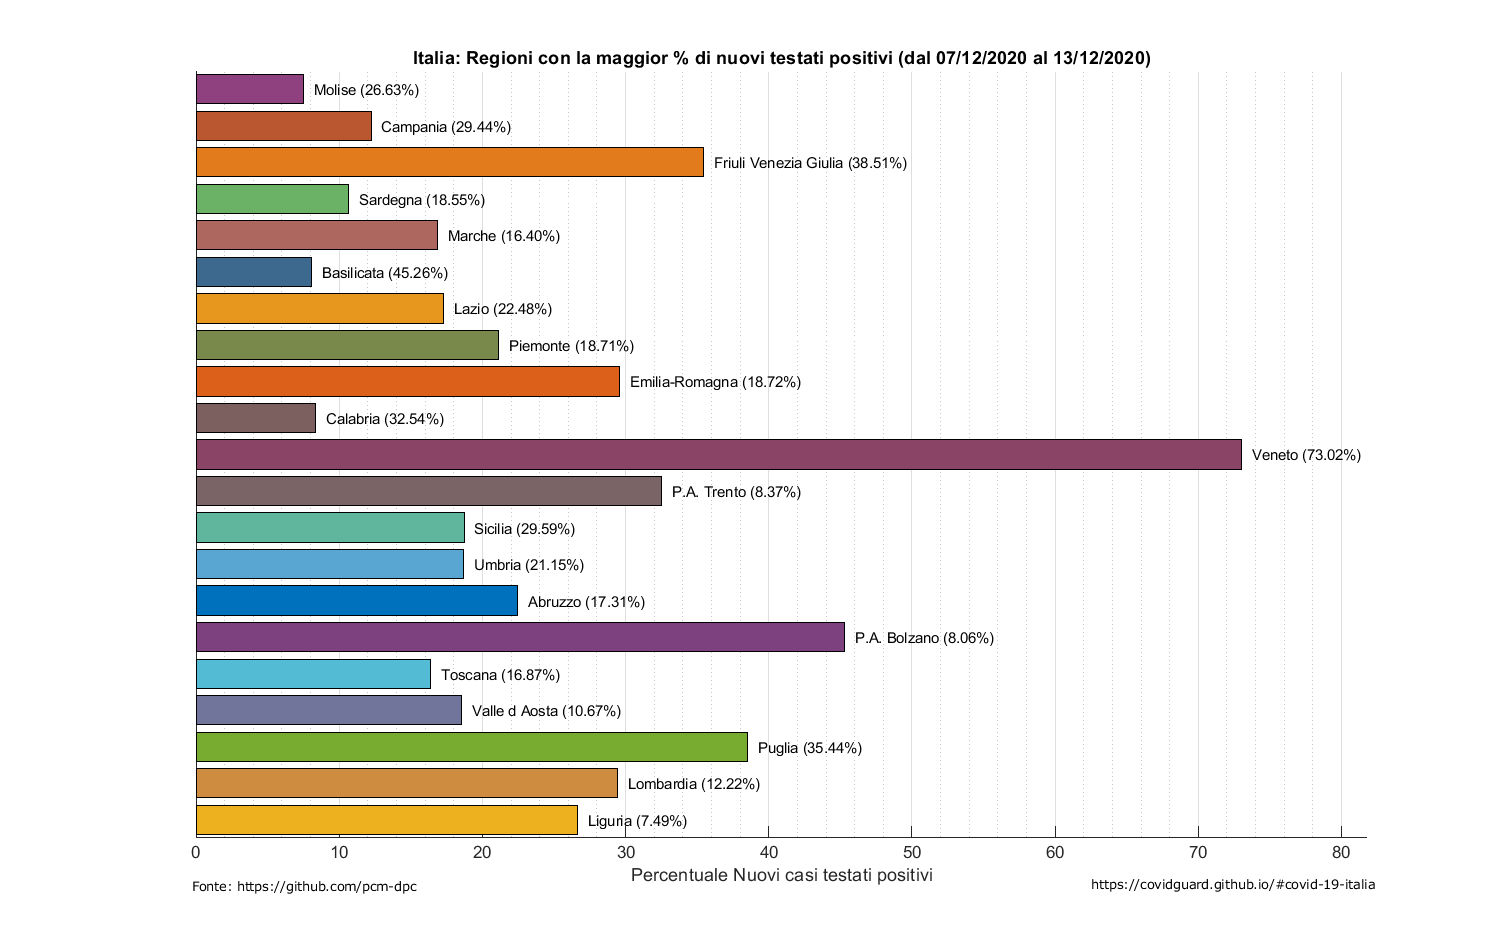 Italia: Regioni con la maggior % di nuovi testati positivi (dal 07/12/2020 al 13/12/2020)
Molise (26.63%)
Campania (29.44%)
Friuli Venezia Giulia (38.51%)
Sardegna (18.55%)
Marche (16.40%)
Basilicata (45.26%)
Lazio (22.48%)
Piemonte (18.71%)
Emilia-Romagna (18.72%)
Calabria (32.54%)
Veneto (73.02%)
P.A. Trento (8.37%)
Sicilia (29.59%)
Umbria (21.15%)
Abruzzo (17.31%)
P.A. Bolzano (8.06%)
Toscana (16.87%)
Valle d Aosta (10.67%)
Puglia (35.44%)
Lombardia (12.22%)
Liguria (7.49%)
0 10 20 30 40 50 60 70 80
Percentuale Nuovi casi testati positivi
Fonte: https://github.com/pcm-dpc
https://covidguard.github.io/#covid-19-italia